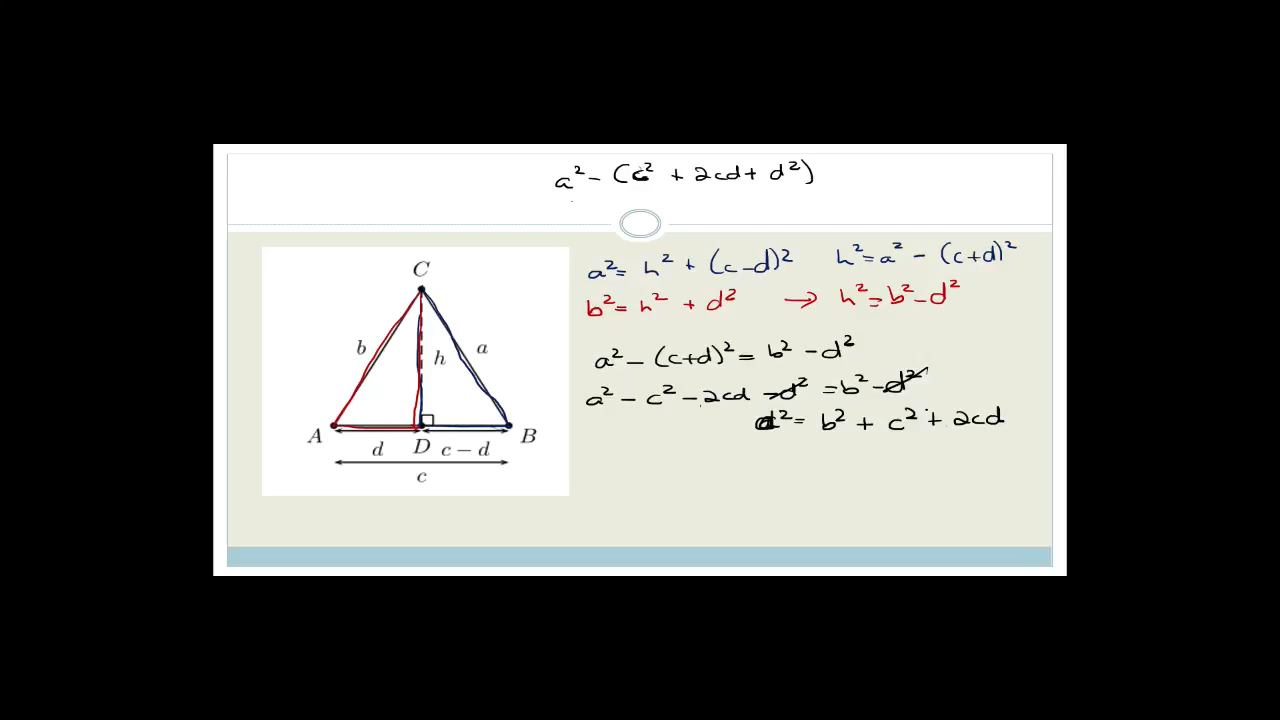 a² - (c² + 2cd + d²)
a² = h² + (c-d)²
h² = a² - (c+d)²
b² = h² + d² → h² = b² - d²
a² - (c+d)² = b² - d²
a² - c² - 2cd - d² = b² - d²
a² = b² + c² + 2cd
C
b
a
h
A
D
B
d
c − d
c